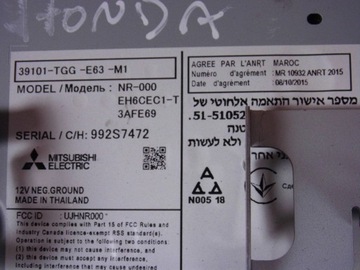 HONDA
39101-TGG -E63 -M1
MODEL / Модель : NR-000
EH6CEC1-T
3AFE69
SERIAL / С/Н: 992S7472
MITSUBISHI
ELECTRIC
12V NEG.GROUND
MADE IN THAILAND
FCC ID : UJHNR000
This device complies with Part 15 of FCC Rules and
Industry Canada licence-exempt RSS standard(s).
Operation is subject to the following two conditions:
(1) this device may not cause interference, and
(2) this device must accept any interference,
including interference that may cause undesired
AGREE PAR L'ANRT MAROC
Numéro d'agrément : MR 10932 ANRT 2015
Date d'agrément : 06/10/2015
מספר אישור התאמה אלחוטי של
51-51052.
ולא לעשות
N005 18